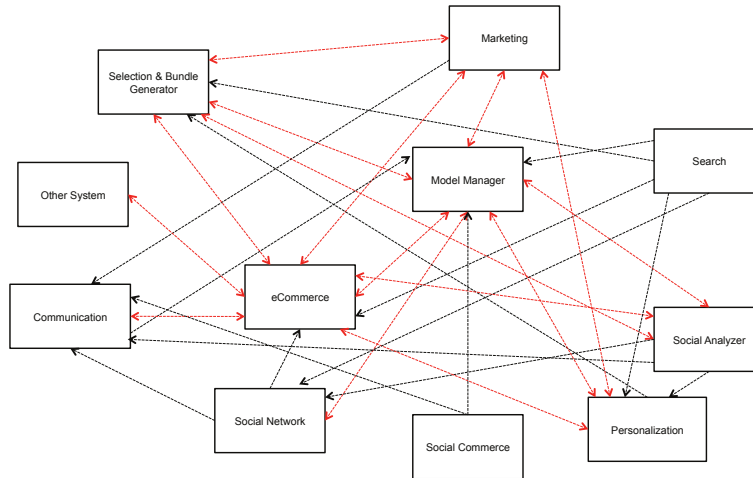 Marketing
Selection & Bundle
Generator
Search
Model Manager
Other System
eCommerce
Communication
Social Analyzer
Social Network
Personalization
Social Commerce